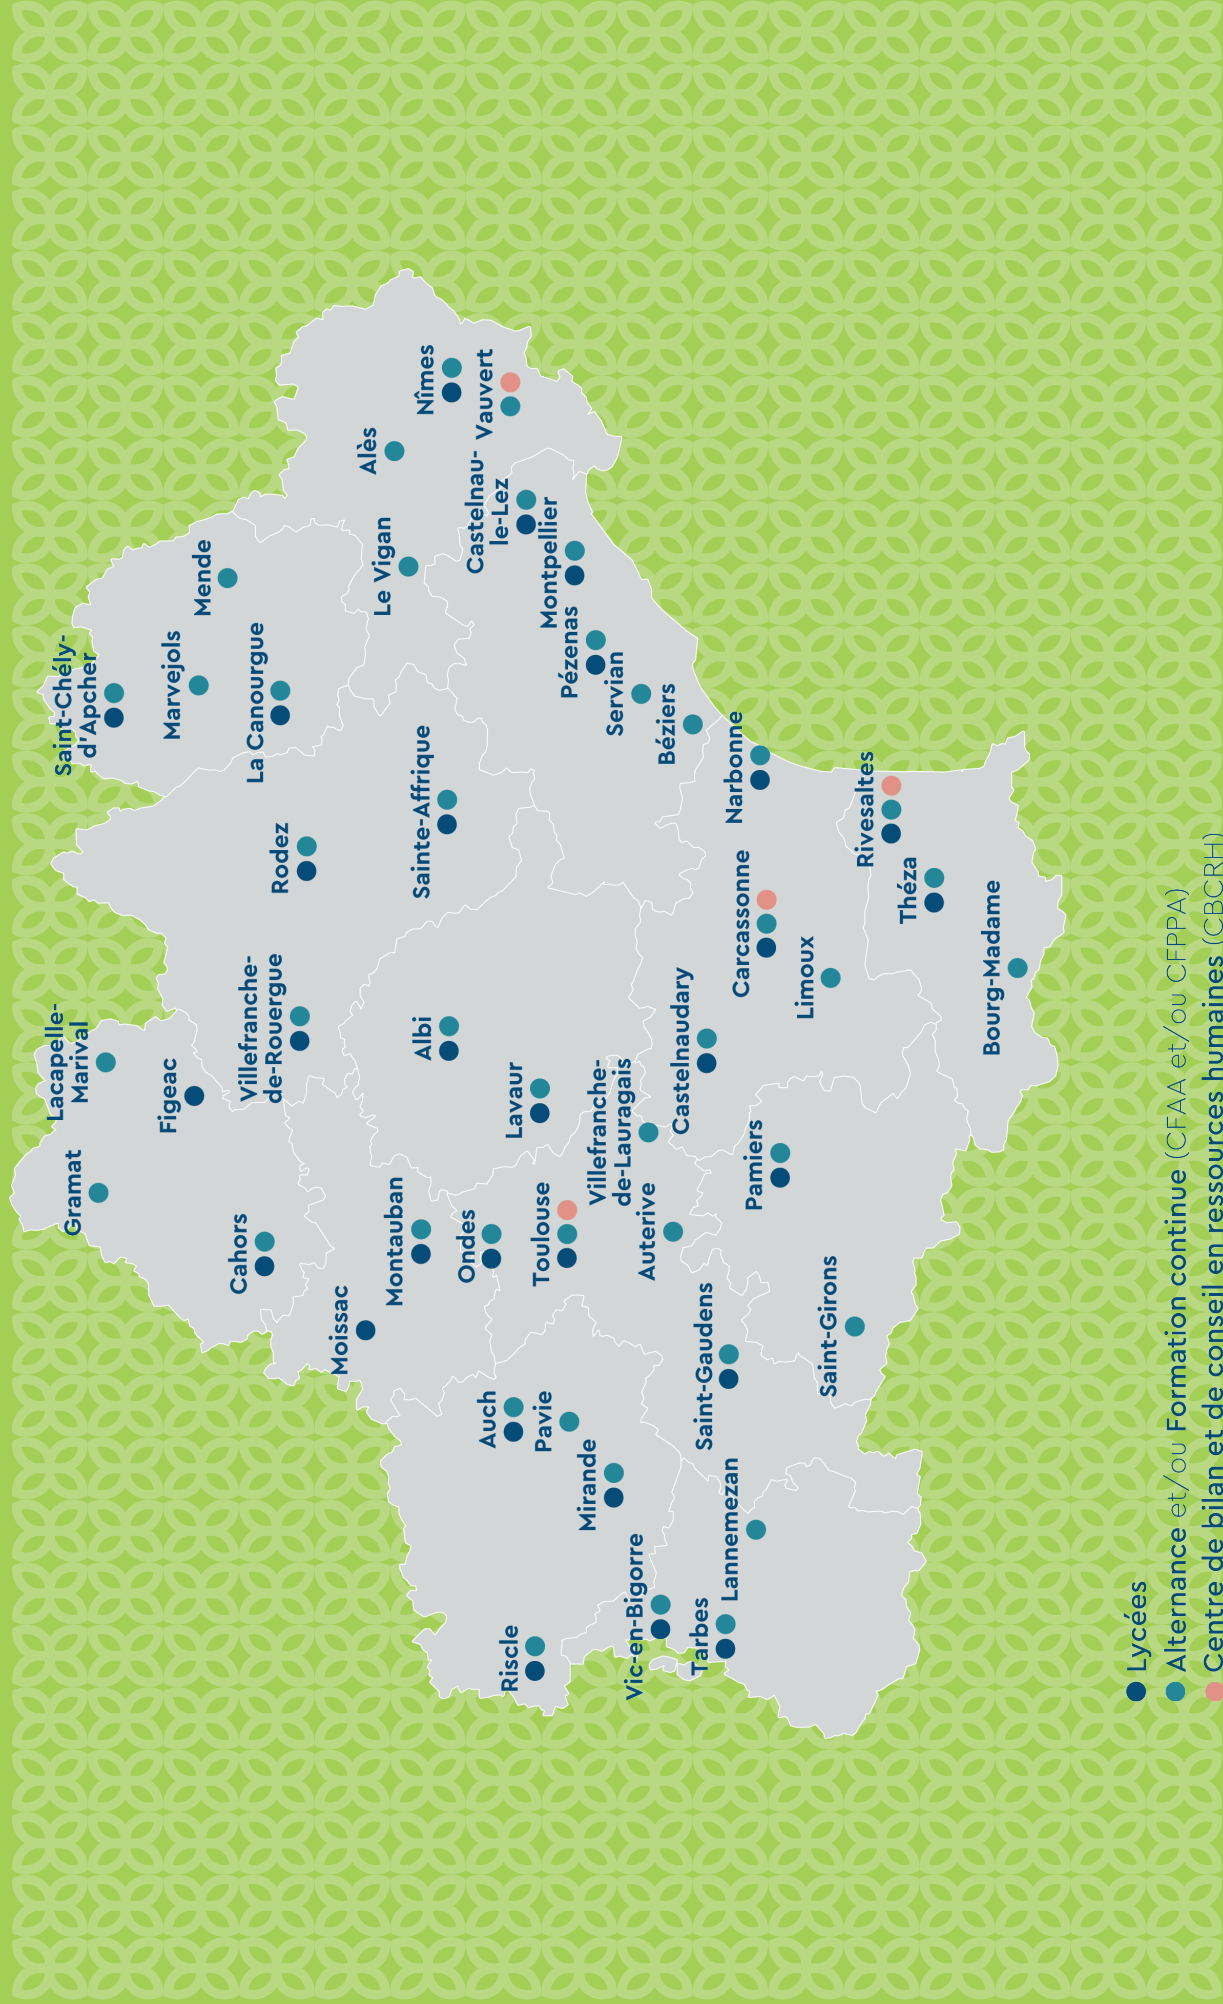 Gramat
Lacapelle-
Marival
Saint-Chély-
d'Apcher
Figeac
Marvejols
Mende
Cahors
Villefranche-
de-Rouergue
Rodez
La Canourgue
Moissac
Alès
Montauban
Albi
Sainte-Affrique
Le Vigan
Nîmes
Ondes
Auch
Lavaur
Castelnau-
le-Lez
Vauvert
Riscle
Pavie
Toulouse
Montpellier
Mirande
Villefranche-
de-Lauragais
Pézenas
Servian
Vic-en-Bigorre
Auterive
Béziers
Tarbes
Lannemezan
Saint-Gaudens
Castelnaudary
Carcassonne
Narbonne
Pamiers
Limoux
Saint-Girons
Rivesaltes
Théza
Bourg-Madame
Lycées
Alternance et/ou Formation continue (CFAA et/ou CFPPA)
Centre de bilan et de conseil en ressources humaines (CBCRH)